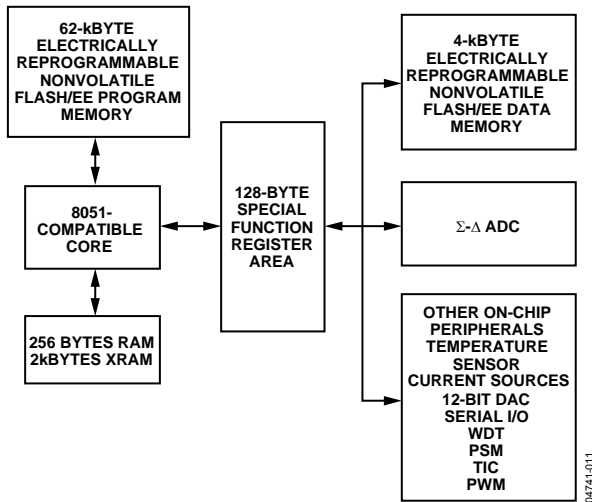 62-kBYTE
ELECTRICALLY
REPROGRAMMABLE
NONVOLATILE
FLASH/EE PROGRAM
MEMORY
8051-
COMPATIBLE
CORE
256 BYTES RAM
2kBYTES XRAM
128-BYTE
SPECIAL
FUNCTION
REGISTER
AREA
4-kBYTE
ELECTRICALLY
REPROGRAMMABLE
NONVOLATILE
FLASH/EE DATA
MEMORY
Σ-Δ ADC
OTHER ON-CHIP
PERIPHERALS
TEMPERATURE
SENSOR
CURRENT SOURCES
12-BIT DAC
SERIAL I/O
WDT
PSM
TIC
PWM
04741-011